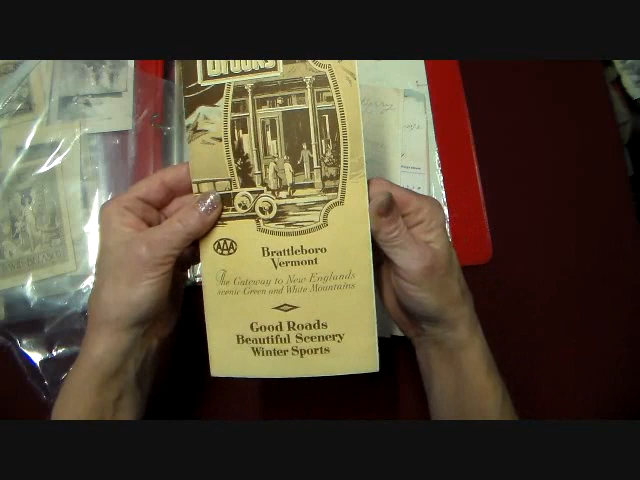 Brooks
AAA
Brattleboro
Vermont
The Gateway to New Englands
scenic Green and White Mountains
Good Roads
Beautiful Scenery
Winter Sports